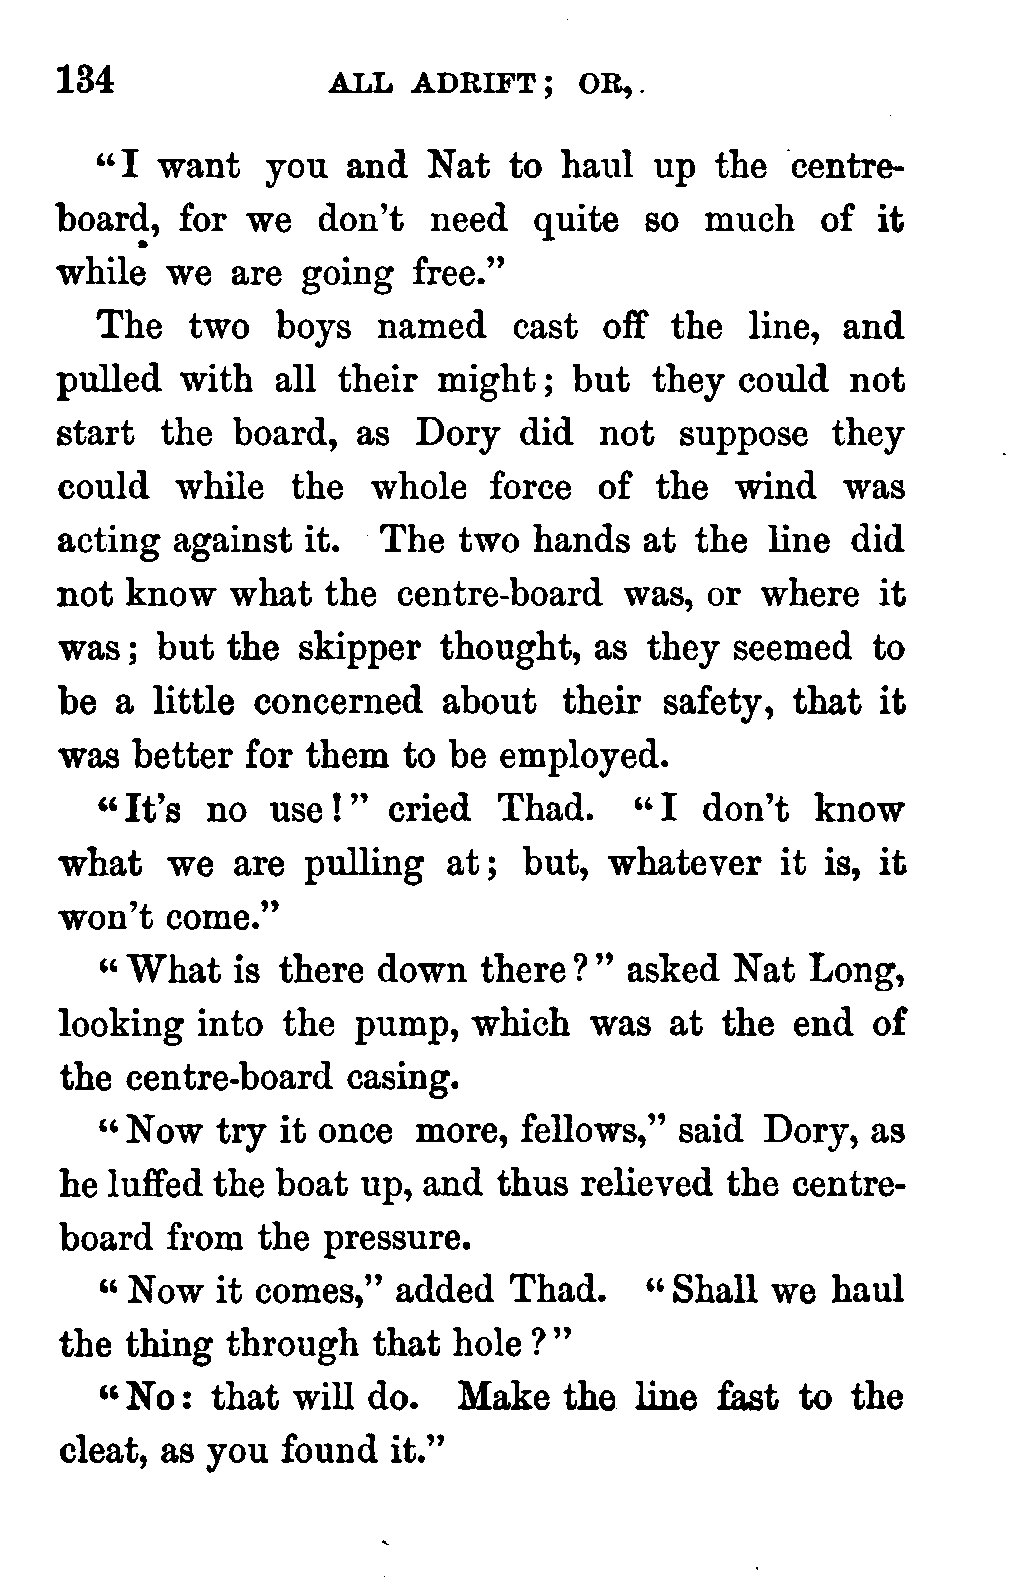 134 ALL ADRIFT; OR,.
"I want you and Nat to haul up the centre-
board, for we don't need quite so much of it
while we are going free."
The two boys named cast off the line, and
pulled with all their might; but they could not
start the board, as Dory did not suppose they
could while the whole force of the wind was
acting against it. The two hands at the line did
not know what the centre-board was, or where it
was; but the skipper thought, as they seemed to
be a little concerned about their safety, that it
was better for them to be employed.
"It's no use!" cried Thad. "I don't know
what we are pulling at; but, whatever it is, it
won't come."
"What is there down there?" asked Nat Long,
looking into the pump, which was at the end of
the centre-board casing.
"Now try it once more, fellows," said Dory, as
he luffed the boat up, and thus relieved the centre-
board from the pressure.
"Now it comes," added Thad. "Shall we haul
the thing through that hole?"
"No: that will do. Make the line fast to the
cleat, as you found it."